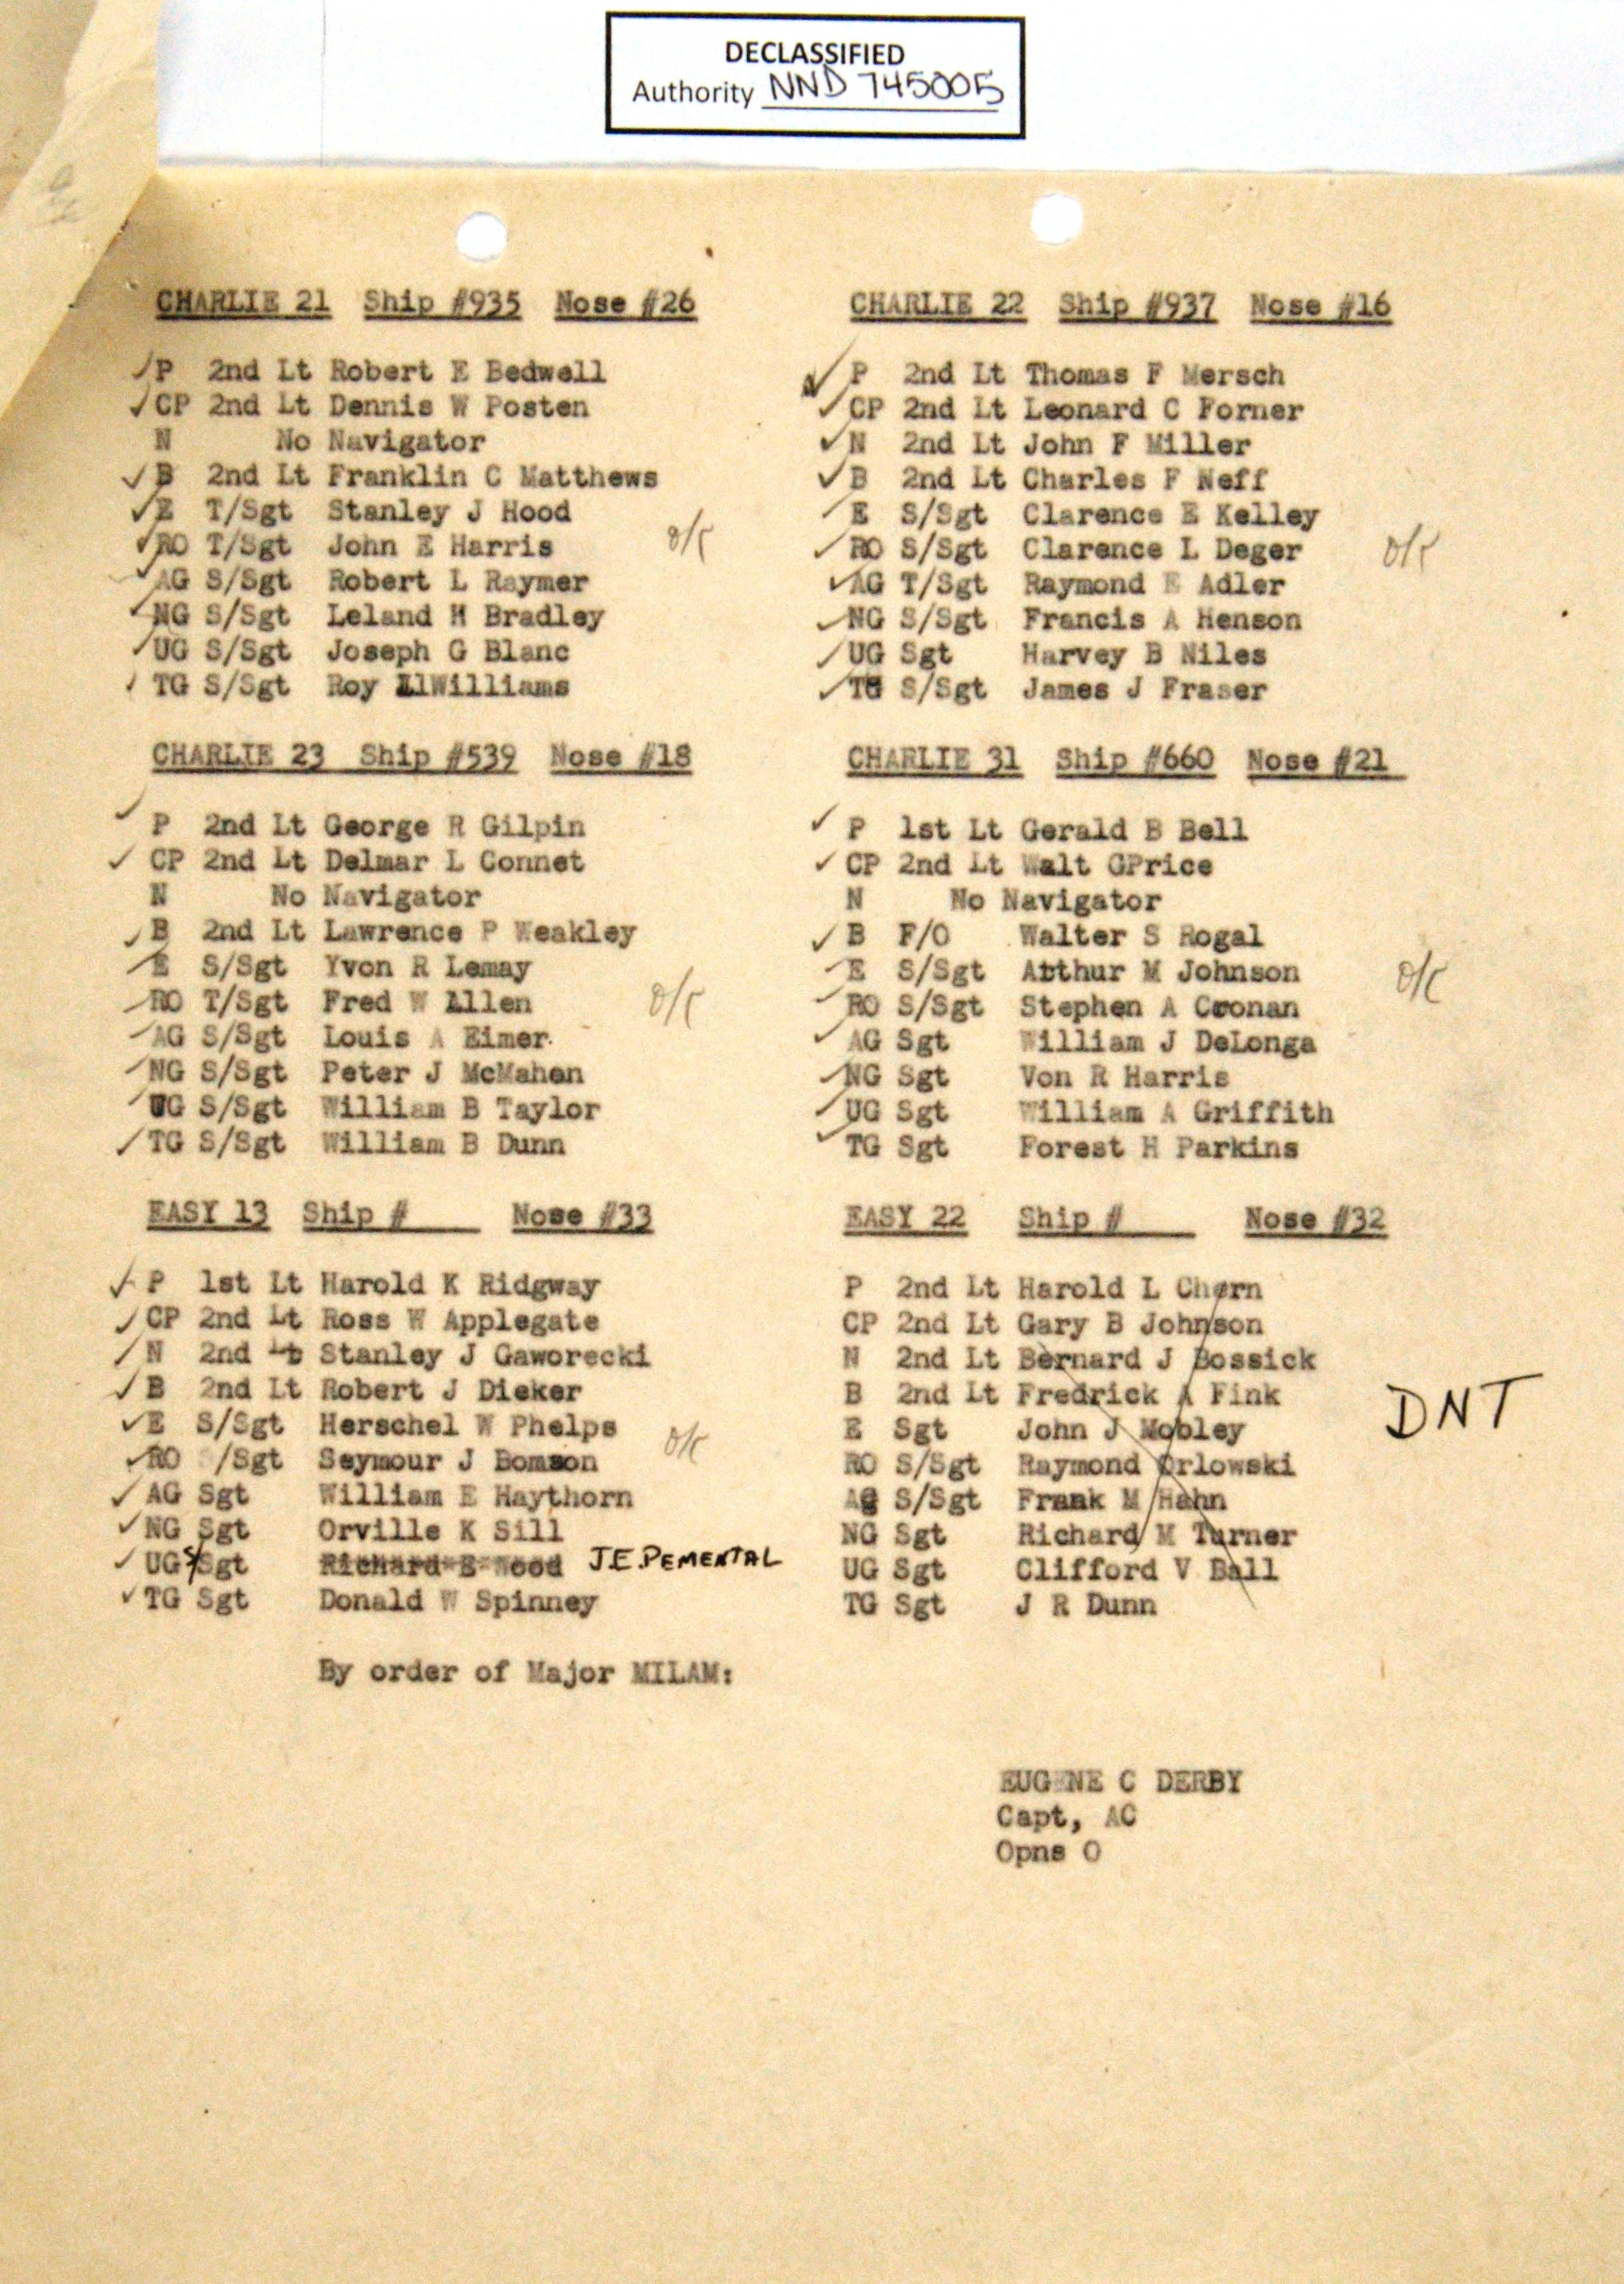 DECLASSIFIED
Authority NND 745005
CHARLIE 21 Ship #935 Nose #26
P 2nd Lt Robert E Bedwell
CP 2nd Lt Dennis W Posten
N No Navigator
B 2nd Lt Franklin C Matthews
E T/Sgt Stanley J Hood
RO T/Sgt John E Harris
AG S/Sgt Robert L Raymer
NG S/Sgt Leland H Bradley
UG S/Sgt Joseph G Blanc
TG S/Sgt Roy Williams
o/c
CHARLIE 22 Ship #937 Nose #16
P 2nd Lt Thomas F Mersch
CP 2nd Lt Leonard C Forner
N 2nd Lt John F Miller
B 2nd Lt Charles F Neff
E S/Sgt Clarence E Kelley
RO S/Sgt Clarence L Deger
AG T/Sgt Raymond E Adler
NG S/Sgt Francis A Henson
UG Sgt Harvey B Niles
TG S/Sgt James J Fraser
o/c
CHARLIE 23 Ship #539 Nose #18
P 2nd Lt George R Gilpin
CP 2nd Lt Delmar L Connet
N No Navigator
B 2nd Lt Lawrence P Weakley
E S/Sgt Yvon R Lemay
RO T/Sgt Fred W Allen
AG S/Sgt Louis A Eimer
NG S/Sgt Peter J McMahen
UG S/Sgt William B Taylor
TG S/Sgt William B Dunn
o/c
CHARLIE 31 Ship #660 Nose #21
P 1st Lt Gerald B Bell
CP 2nd Lt Walt GPrice
N No Navigator
B F/O Walter S Rogal
E S/Sgt Arthur M Johnson
RO S/Sgt Stephen A Cronan
AG Sgt William J DeLonga
NG Sgt Von R Harris
UG Sgt William A Griffith
TG Sgt Forest H Parkins
o/c
EASY 13 Ship # Nose #33
P 1st Lt Harold K Ridgway
CP 2nd Lt Ross W Applegate
N 2nd Lt Stanley J Gaworecki
B 2nd Lt Robert J Dieker
E S/Sgt Herschel W Phelps
RO /Sgt Seymour J Bomson
AG Sgt William E Haythorn
NG Sgt Orville K Sill
UG Sgt Richard B Wood J.E. PEMENTAL
TG Sgt Donald W Spinney
o/c
EASY 22 Ship # Nose #32
P 2nd Lt Harold L Chern
CP 2nd Lt Gary B Johnson
N 2nd Lt Bernard J Bossick
B 2nd Lt Fredrick A Fink
E Sgt John J Mobley
RO S/Sgt Raymond Orlowski
AG S/Sgt Frank M Hahn
NG Sgt Richard M Turner
UG Sgt Clifford V Ball
TG Sgt J R Dunn
DNT
By order of Major MILAM:
EUGENE C DERBY
Capt, AC
Opns O